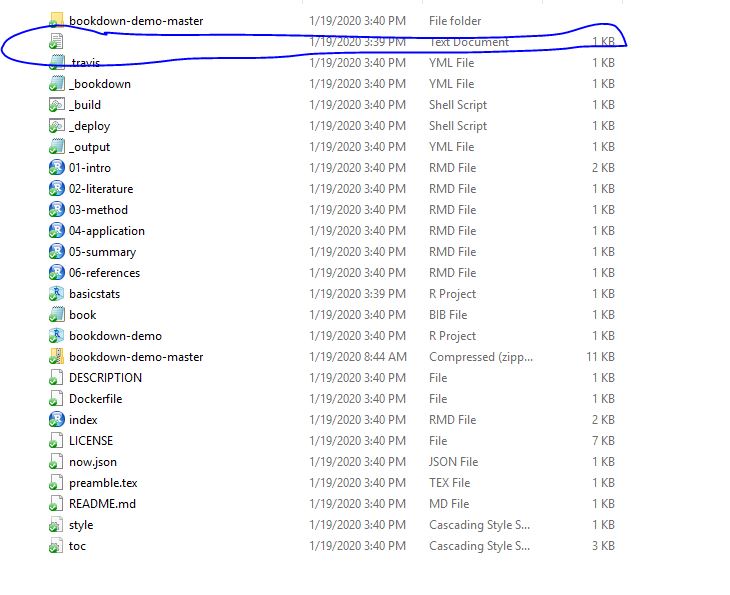 bookdown-demo-master 1/19/2020 3:40 PM File folder
1/19/2020 3:39 PM Text Document 1 KB
.travis 1/19/2020 3:40 PM YML File 1 KB
_bookdown 1/19/2020 3:40 PM YML File 1 KB
_build 1/19/2020 3:40 PM Shell Script 1 KB
_deploy 1/19/2020 3:40 PM Shell Script 1 KB
_output 1/19/2020 3:40 PM YML File 1 KB
01-intro 1/19/2020 3:40 PM RMD File 2 KB
02-literature 1/19/2020 3:40 PM RMD File 1 KB
03-method 1/19/2020 3:40 PM RMD File 1 KB
04-application 1/19/2020 3:40 PM RMD File 1 KB
05-summary 1/19/2020 3:40 PM RMD File 1 KB
06-references 1/19/2020 3:40 PM RMD File 1 KB
basicstats 1/19/2020 3:39 PM R Project 1 KB
book 1/19/2020 3:40 PM BIB File 1 KB
bookdown-demo 1/19/2020 3:40 PM R Project 1 KB
bookdown-demo-master 1/19/2020 8:44 AM Compressed (zipp... 11 KB
DESCRIPTION 1/19/2020 3:40 PM File 1 KB
Dockerfile 1/19/2020 3:40 PM File 1 KB
index 1/19/2020 3:40 PM RMD File 2 KB
LICENSE 1/19/2020 3:40 PM File 7 KB
now.json 1/19/2020 3:40 PM JSON File 1 KB
preamble.tex 1/19/2020 3:40 PM TEX File 1 KB
README.md 1/19/2020 3:40 PM MD File 1 KB
style 1/19/2020 3:40 PM Cascading Style S... 1 KB
toc 1/19/2020 3:40 PM Cascading Style S... 3 KB